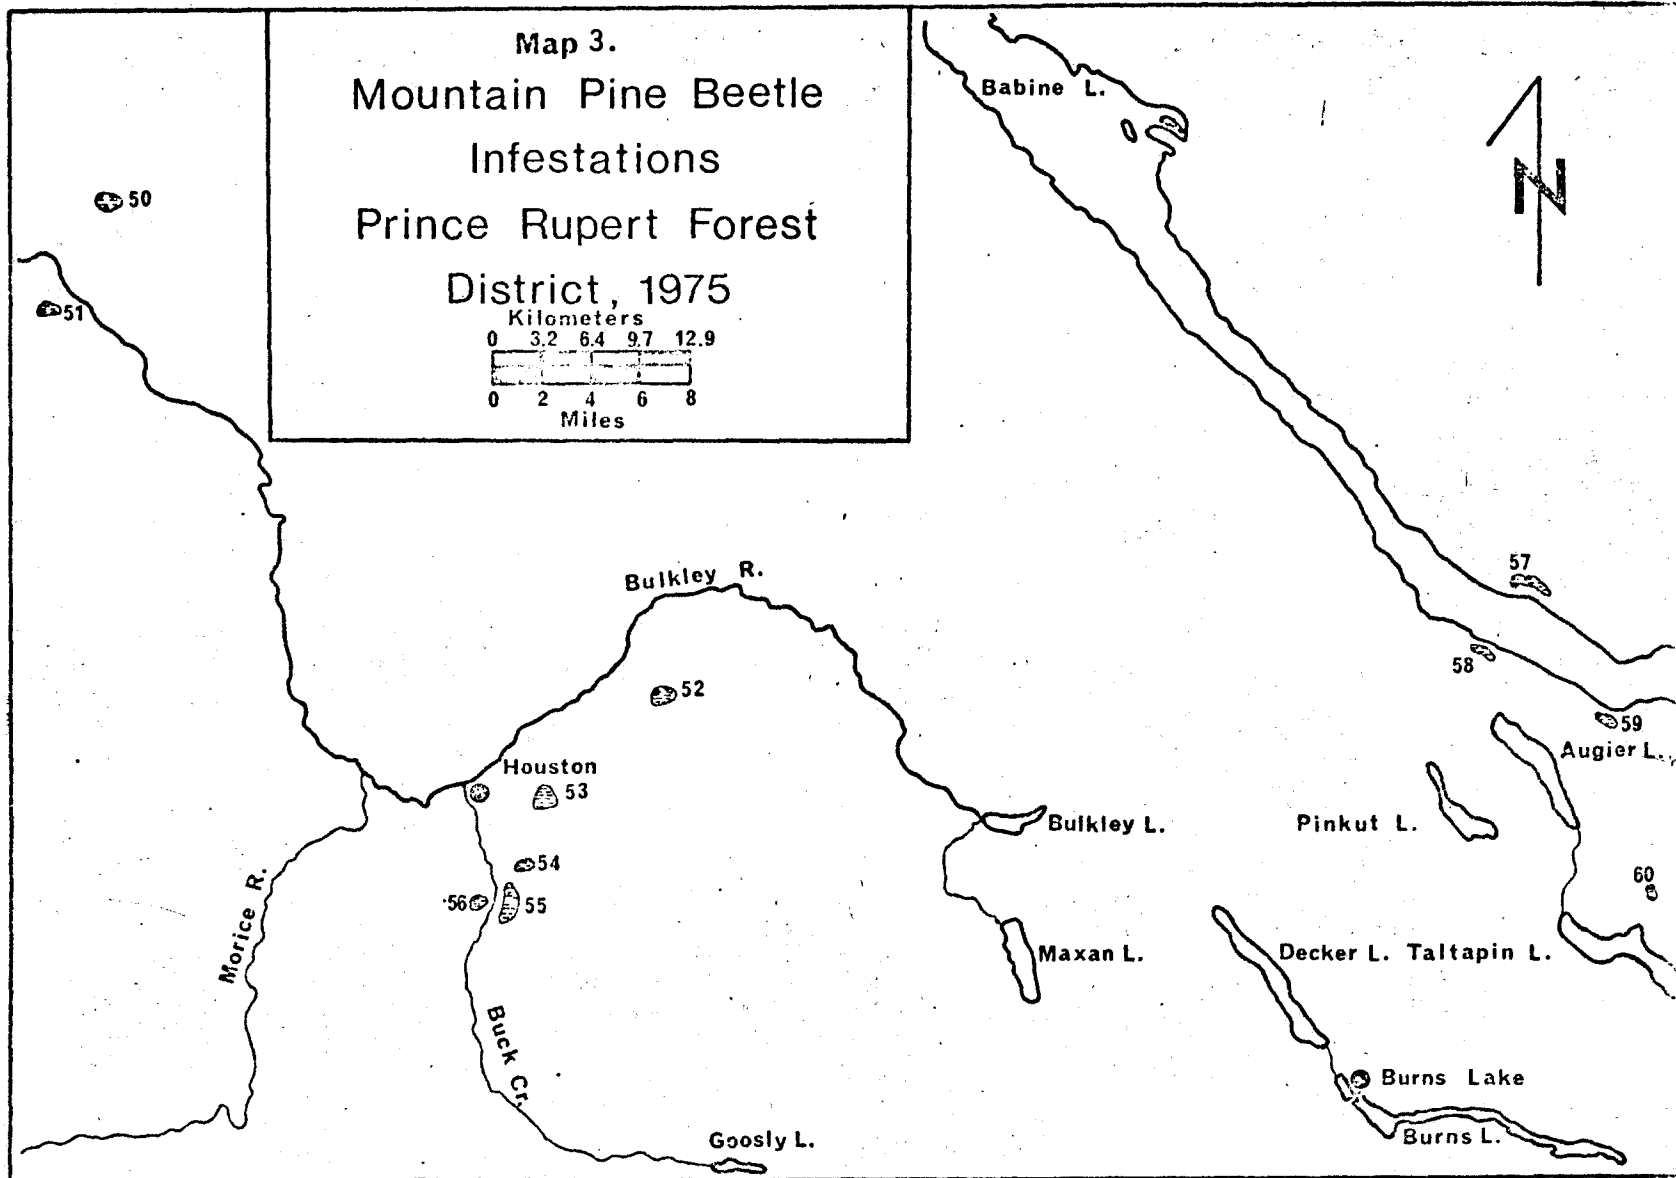 Map 3.
Mountain Pine Beetle
Infestations
Prince Rupert Forest
District, 1975
Kilometers
0 3.2 6.4 9.7 12.9
0 2 4 6 8
Miles
Babine L.
N
50
51
Bulkley R.
57
58
52
59
Augier L.
Houston
53
Bulkley L.
Pinkut L.
54
56
55
60
Morice R.
Maxan L.
Decker L.
Taltapin L.
Buck Cr.
Burns Lake
Burns L.
Goosly L.